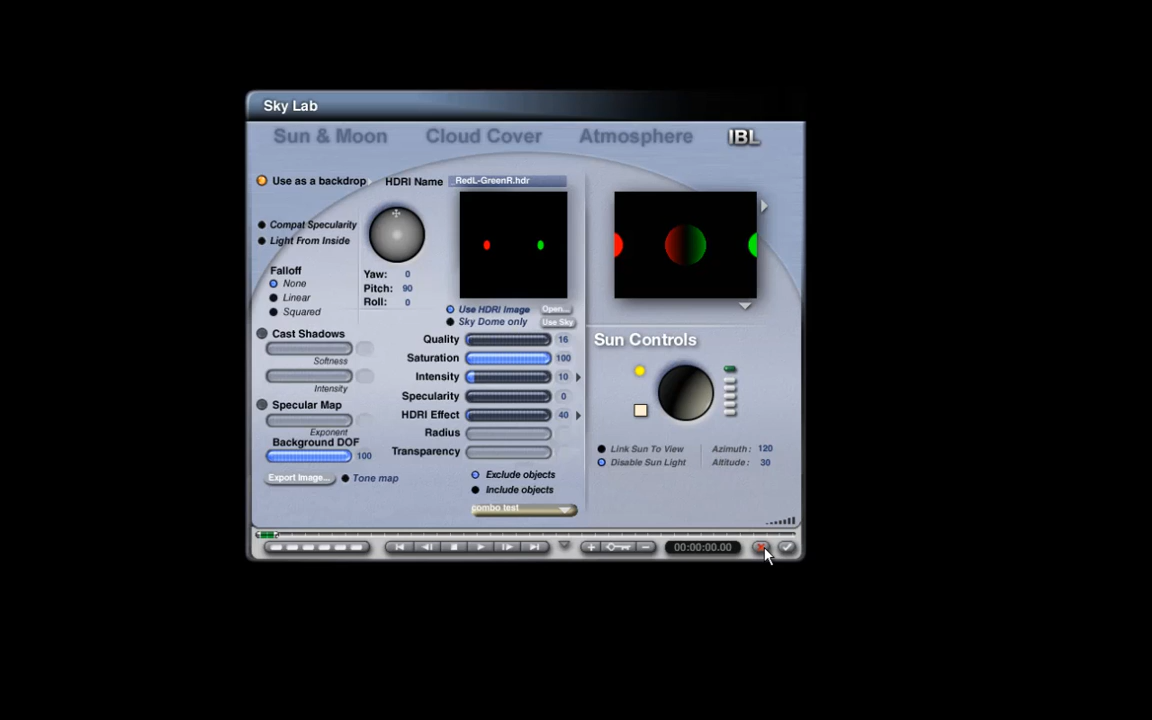 Sky Lab
Sun & Moon Cloud Cover Atmosphere IBL
Use as a backdrop HDRI Name _RedL-GreenR.hdr
Compat Specularity
Light From Inside
Falloff
None
Linear
Squared
Yaw: 0
Pitch: 90
Roll: 0
Use HDRI Image Open...
Sky Dome only Use Sky
Cast Shadows
Softness
Intensity
Specular Map
Exponent
Background DOF
100
Export Image... Tone map
Quality 16
Saturation 100
Intensity 10
Specularity 0
HDRI Effect 40
Radius
Transparency
Exclude objects
Include objects
combo test
Sun Controls
Link Sun To View Azimuth: 120
Disable Sun Light Altitude: 30
00:00:00.00